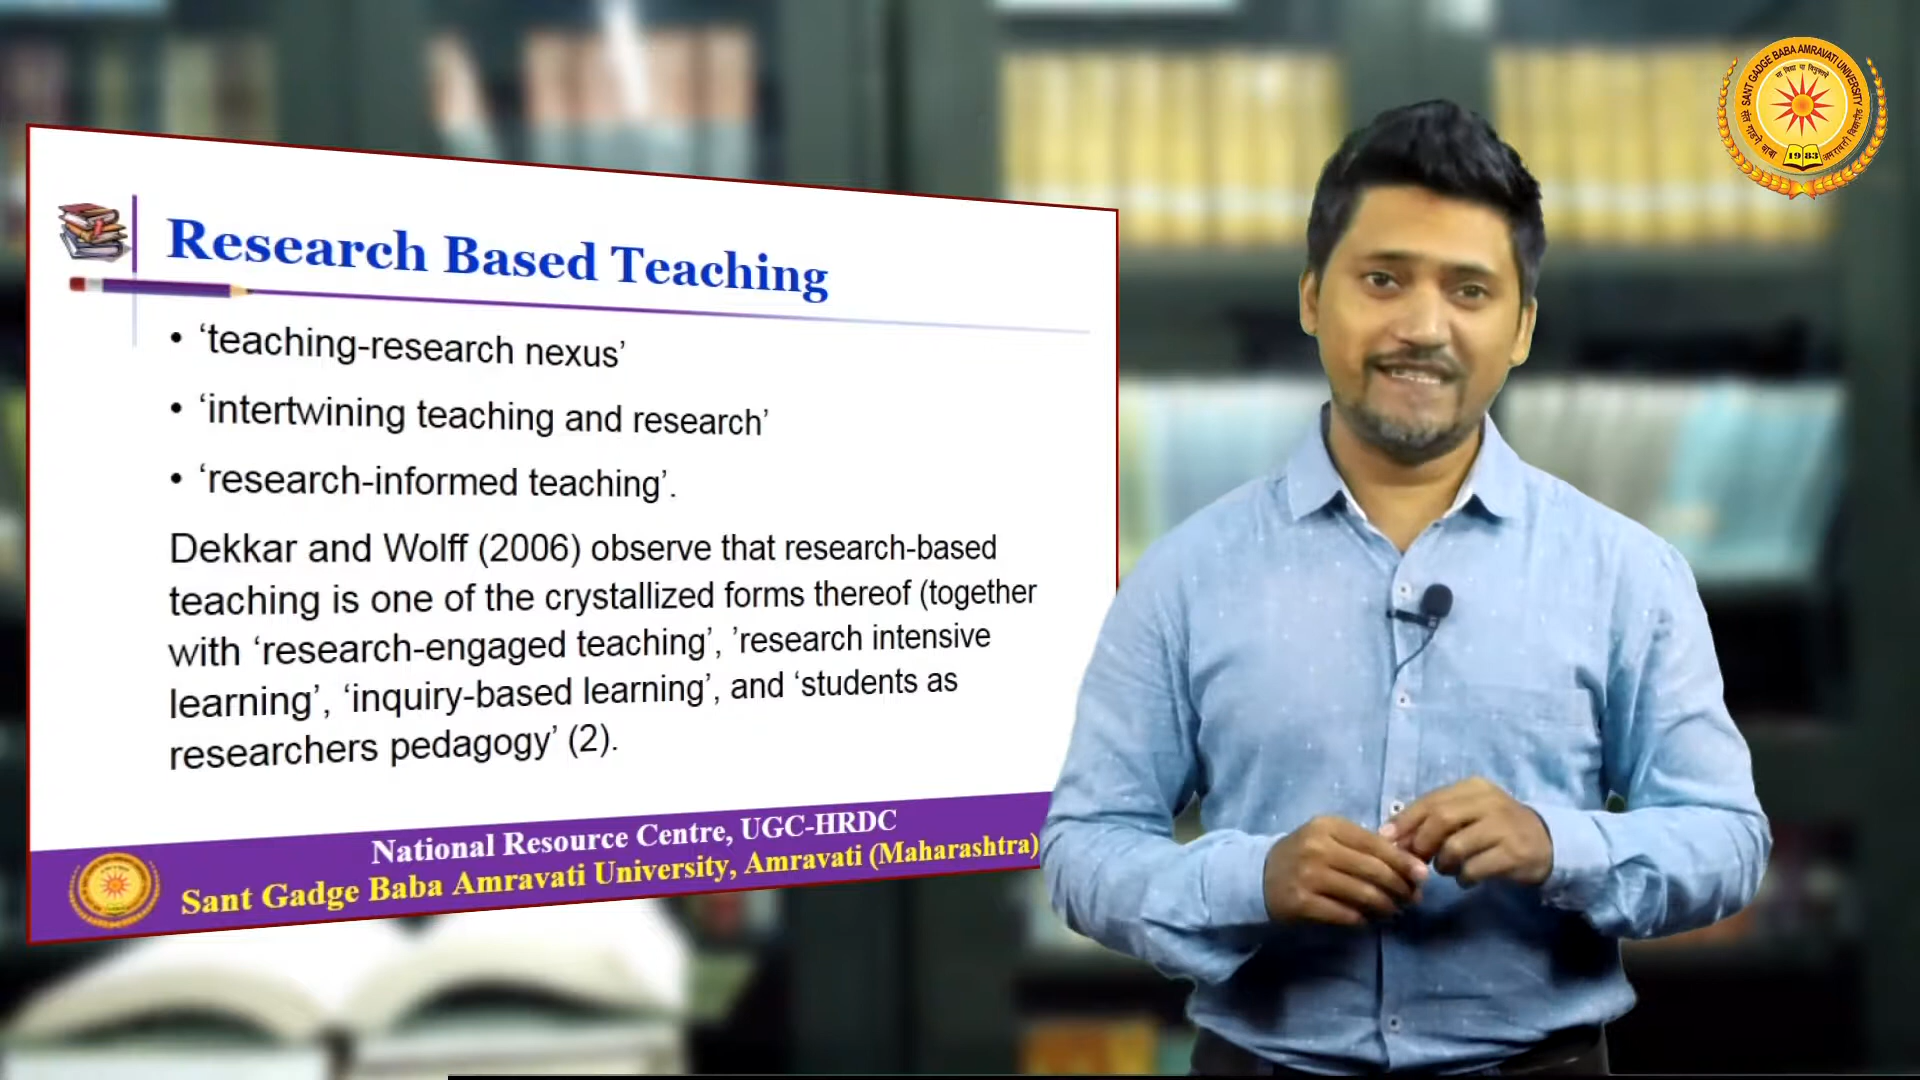 Research Based Teaching
• ‘teaching-research nexus’
• ‘intertwining teaching and research’
• ‘research-informed teaching’.
Dekkar and Wolff (2006) observe that research-based
teaching is one of the crystallized forms thereof (together
with ‘research-engaged teaching’, ’research intensive
learning’, ‘inquiry-based learning’, and ‘students as
researchers pedagogy’ (2).
National Resource Centre, UGC-HRDC
Sant Gadge Baba Amravati University, Amravati (Maharashtra)
SANT GADGE BABA AMRAVATI UNIVERSITY
संत गाडगे बाबा अमरावती विद्यापीठ
1983